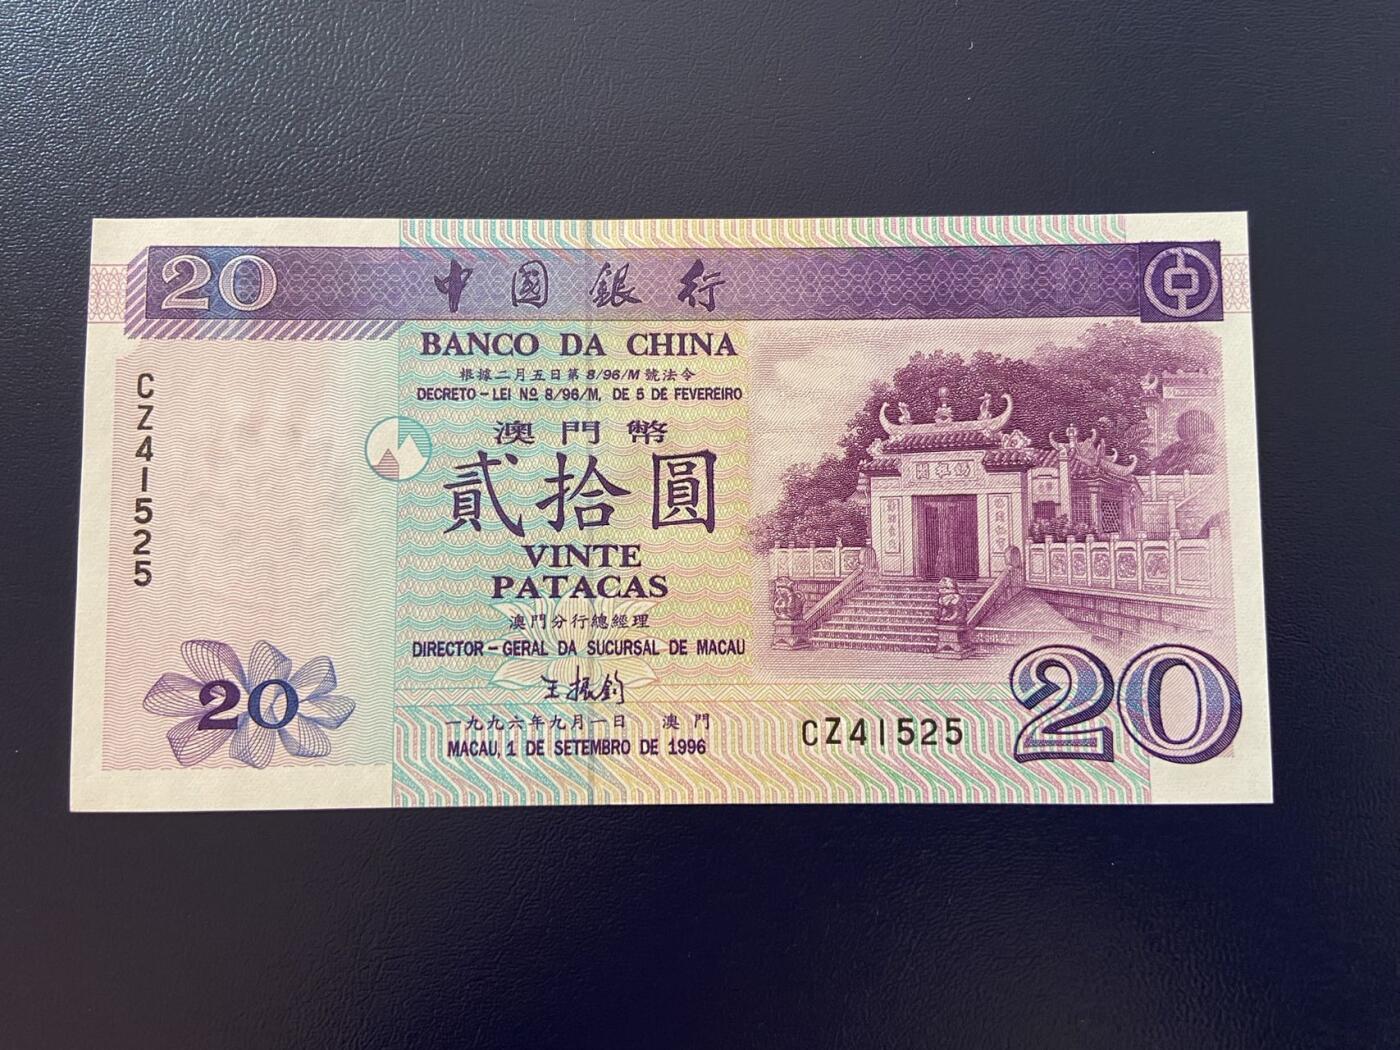 20
中國銀行
BANCO DA CHINA
根據二月五日第 8/96/M 號法令
DECRETO-LEI Nº 8/96/M, DE 5 DE FEVEREIRO
澳門幣
貳拾圓
VINTE
PATACAS
澳門分行總經理
DIRECTOR-GERAL DA SUCURSAL DE MACAU
王振鈞
一九九六年九月一日 澳門
MACAU, 1 DE SETEMBRO DE 1996
CZ41525
20
CZ41525
20